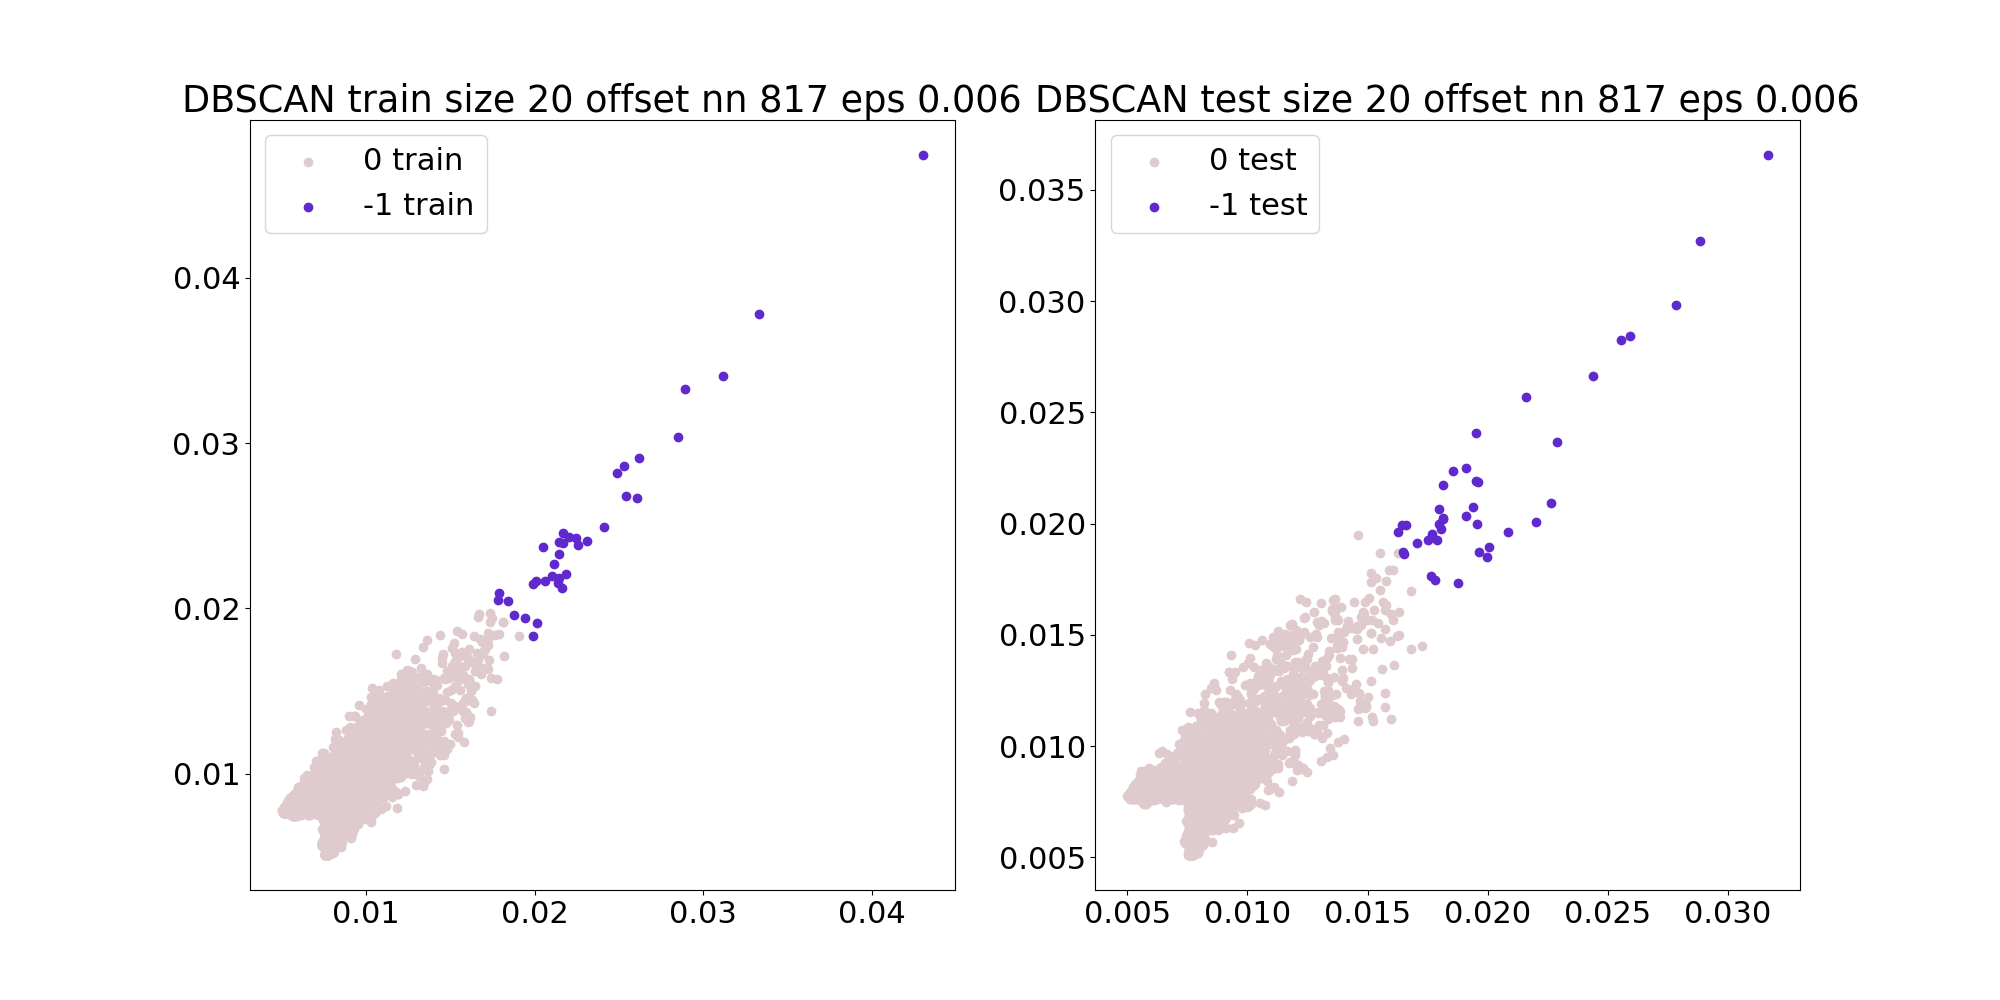 DBSCAN train size 20 offset nn 817 eps 0.006
0 train
-1 train
0.04
0.03
0.02
0.01
0.01 0.02 0.03 0.04
DBSCAN test size 20 offset nn 817 eps 0.006
0 test
-1 test
0.035
0.030
0.025
0.020
0.015
0.010
0.005
0.005 0.010 0.015 0.020 0.025 0.030